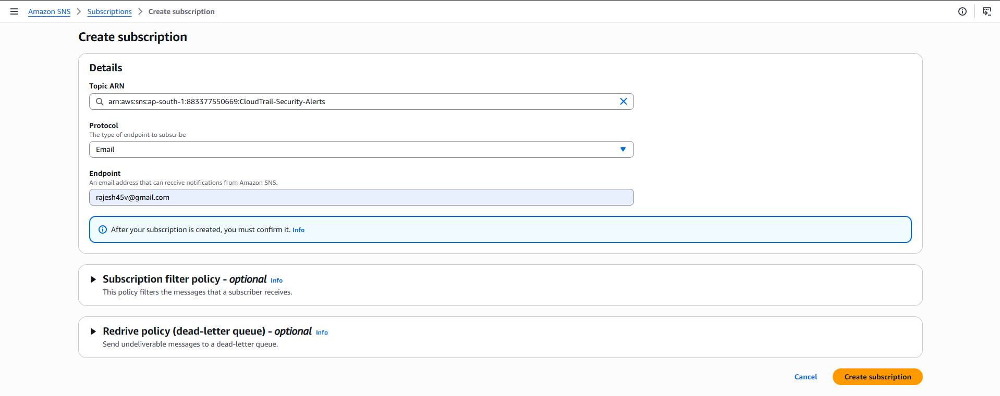 Amazon SNS > Subscriptions > Create subscription
Create subscription
Details
Topic ARN
arn:aws:sns:ap-south-1:883377550669:CloudTrail-Security-Alerts
Protocol
The type of endpoint to subscribe
Email
Endpoint
An email address that can receive notifications from Amazon SNS.
rajesh45v@gmail.com
After your subscription is created, you must confirm it. Info
Subscription filter policy - optional Info
This policy filters the messages that a subscriber receives.
Redrive policy (dead-letter queue) - optional Info
Send undeliverable messages to a dead-letter queue.
Cancel Create subscription